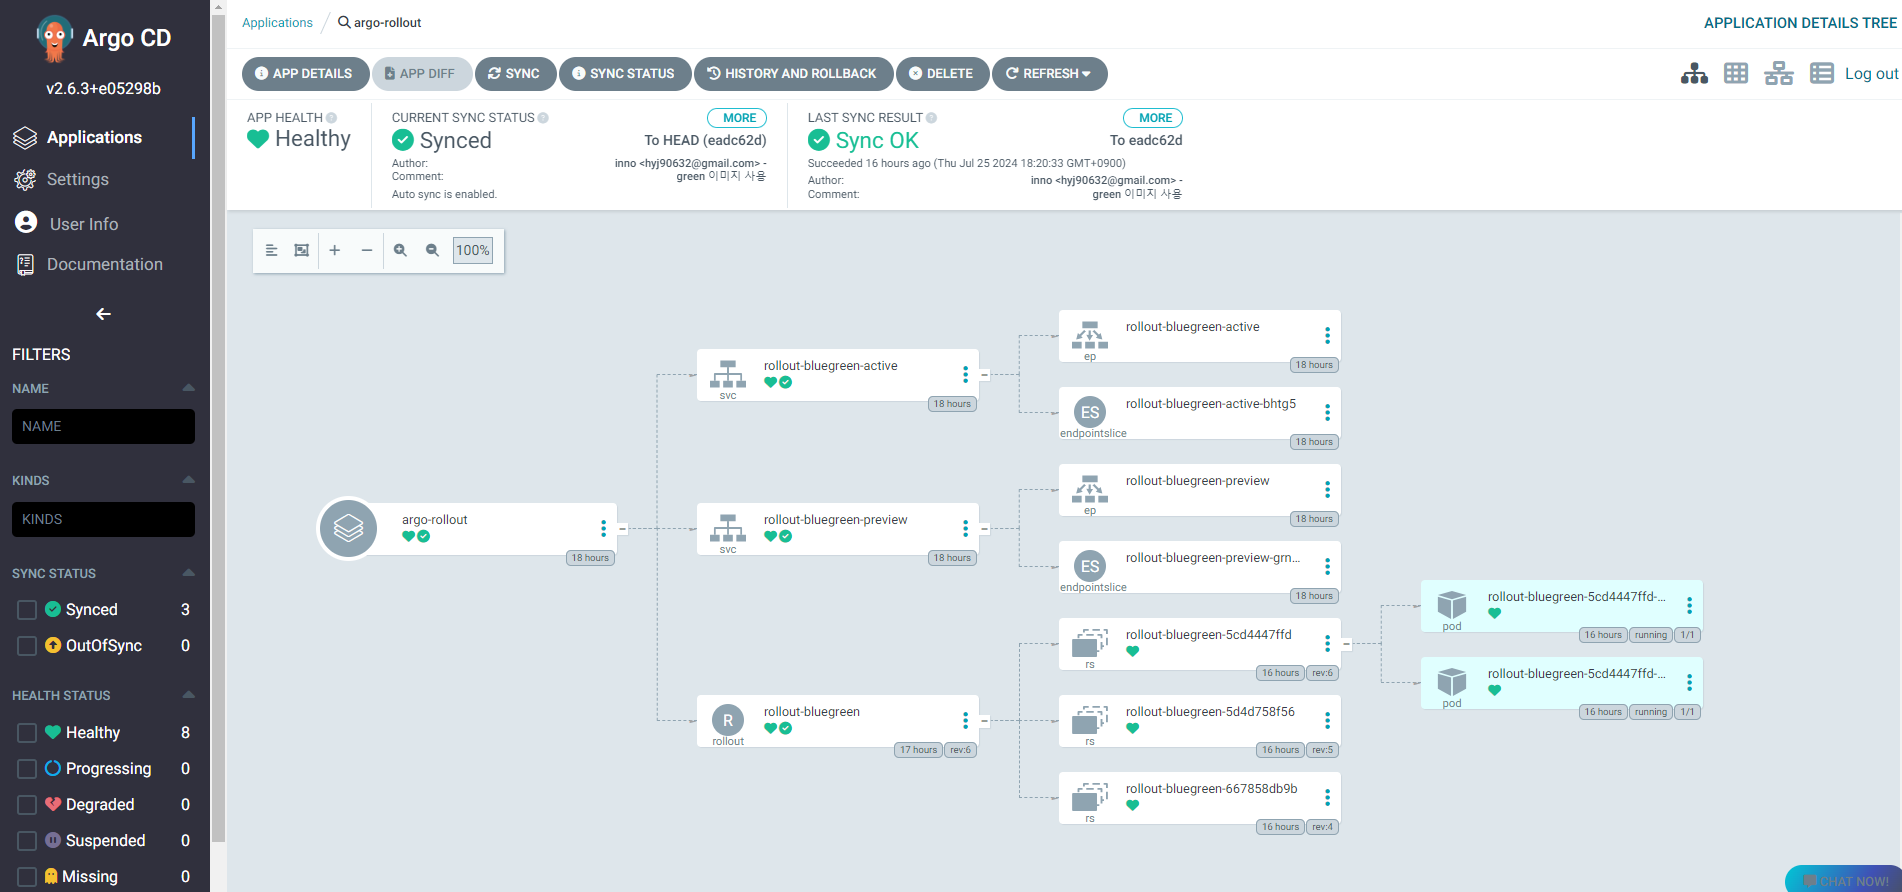 Argo CD
v2.6.3+e05298b
Applications
Settings
User Info
Documentation
FILTERS
NAME
NAME
KINDS
KINDS
SYNC STATUS
Synced 3
OutOfSync 0
HEALTH STATUS
Healthy 8
Progressing 0
Degraded 0
Suspended 0
Missing 0
Applications / argo-rollout
APPLICATION DETAILS TREE
APP DETAILS
APP DIFF
SYNC
SYNC STATUS
HISTORY AND ROLLBACK
DELETE
REFRESH
Log out
APP HEALTH
Healthy
CURRENT SYNC STATUS
MORE
Synced
To HEAD (eadc62d)
Author: inno <hyj90632@gmail.com> -
Comment: green 이미지 사용
Auto sync is enabled.
LAST SYNC RESULT
MORE
Sync OK
To eadc62d
Succeeded 16 hours ago (Thu Jul 25 2024 18:20:33 GMT+0900)
Author: inno <hyj90632@gmail.com> -
Comment: green 이미지 사용
100%
argo-rollout
18 hours
rollout-bluegreen-active
svc
18 hours
rollout-bluegreen-preview
svc
18 hours
R
rollout-bluegreen
rollout
17 hours rev:6
rollout-bluegreen-active
ep
18 hours
ES
rollout-bluegreen-active-bhtg5
endpointslice
18 hours
rollout-bluegreen-preview
ep
18 hours
ES
rollout-bluegreen-preview-grn...
endpointslice
18 hours
rollout-bluegreen-5cd4447ffd
rs
16 hours rev:6
rollout-bluegreen-5d4d758f56
rs
16 hours rev:5
rollout-bluegreen-667858db9b
rs
16 hours rev:4
rollout-bluegreen-5cd4447ffd-...
pod
16 hours running 1/1
rollout-bluegreen-5cd4447ffd-...
pod
16 hours running 1/1
CHAT NOW!